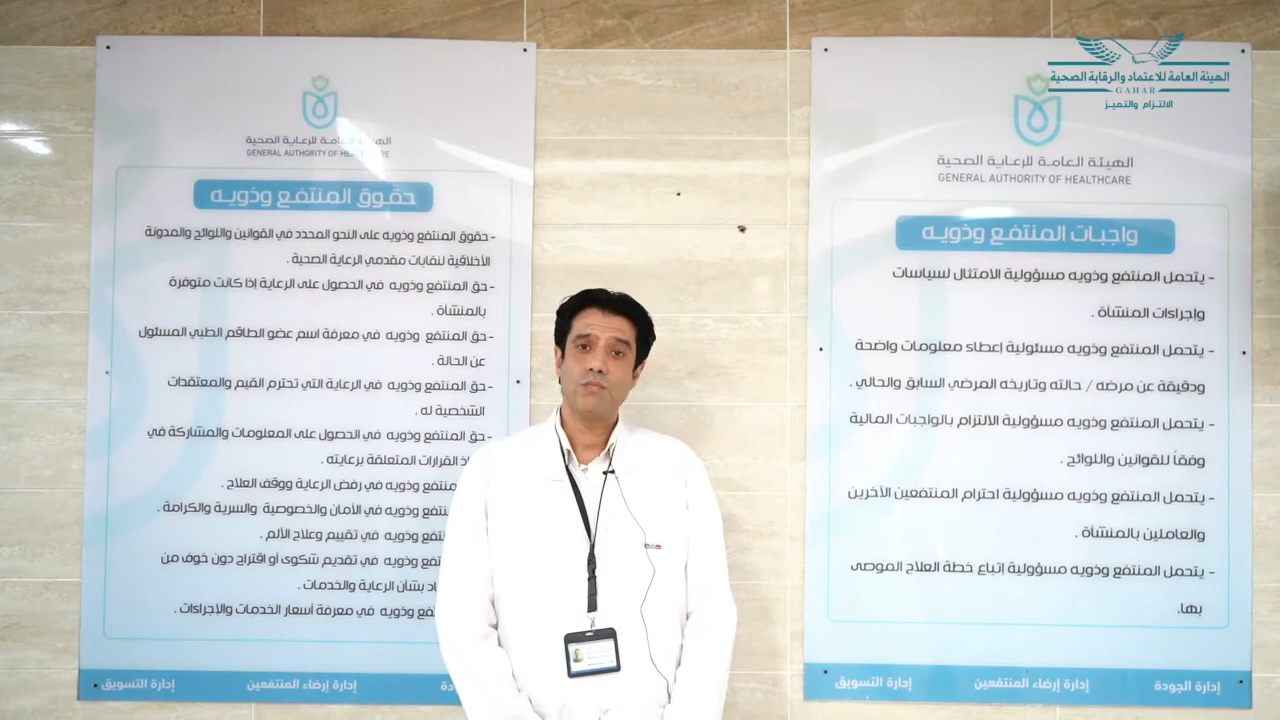 الهيئة العامة للاعتماد والرقابة الصحية
GAHAR
الالتزام والتميز
الهيئة العامة للرعاية الصحية
GENERAL AUTHORITY OF HEALTHCARE
واجبات المنتفع وذويه
- يتحمل المنتفع وذويه مسؤولية الامتثال لسياسات
وإجراءات المنشأة .
- يتحمل المنتفع وذويه مسئولية إعطاء معلومات واضحة
ودقيقة عن مرضه / حالته وتاريخه المرضي السابق والحالي .
- يتحمل المنتفع وذويه مسؤولية الالتزام بالواجبات المالية
وفقاً للقوانين واللوائح .
- يتحمل المنتفع وذويه مسؤولية احترام المنتفعين الآخرين
والعاملين بالمنشأة .
- يتحمل المنتفع وذويه مسؤولية إتباع خطة العلاج الموصى
بها.
إدارة الجودة
إدارة إرضاء المنتفعين
إدارة التسويق
الهيئة العامة للرعاية الصحية
GENERAL AUTHORITY OF HEALTHCARE
حقوق المنتفع وذويه
- حقوق المنتفع وذويه على النحو المحدد في القوانين واللوائح والمدونة
الأخلاقية لنقابات مقدمي الرعاية الصحية .
- حق المنتفع وذويه في الحصول على الرعاية إذا كانت متوفرة
بالمنشأة .
- حق المنتفع وذويه في معرفة اسم عضو الطاقم الطبي المسئول
عن الحالة .
- حق المنتفع وذويه في الرعاية التي تحترم القيم والمعتقدات
الشخصية له .
- حق المنتفع وذويه في الحصول على المعلومات والمشاركة في
القرارات المتعلقة برعايته .
وذويه في رفض الرعاية ووقف العلاج .
وذويه في الأمان والخصوصية والسرية والكرامة .
وذويه في تقييم وعلاج الألم .
وذويه في تقديم شكوى أو اقتراح دون خوف من
بشأن الرعاية والخدمات .
وذويه في معرفة أسعار الخدمات والإجراءات .
إدارة إرضاء المنتفعين
إدارة التسويق